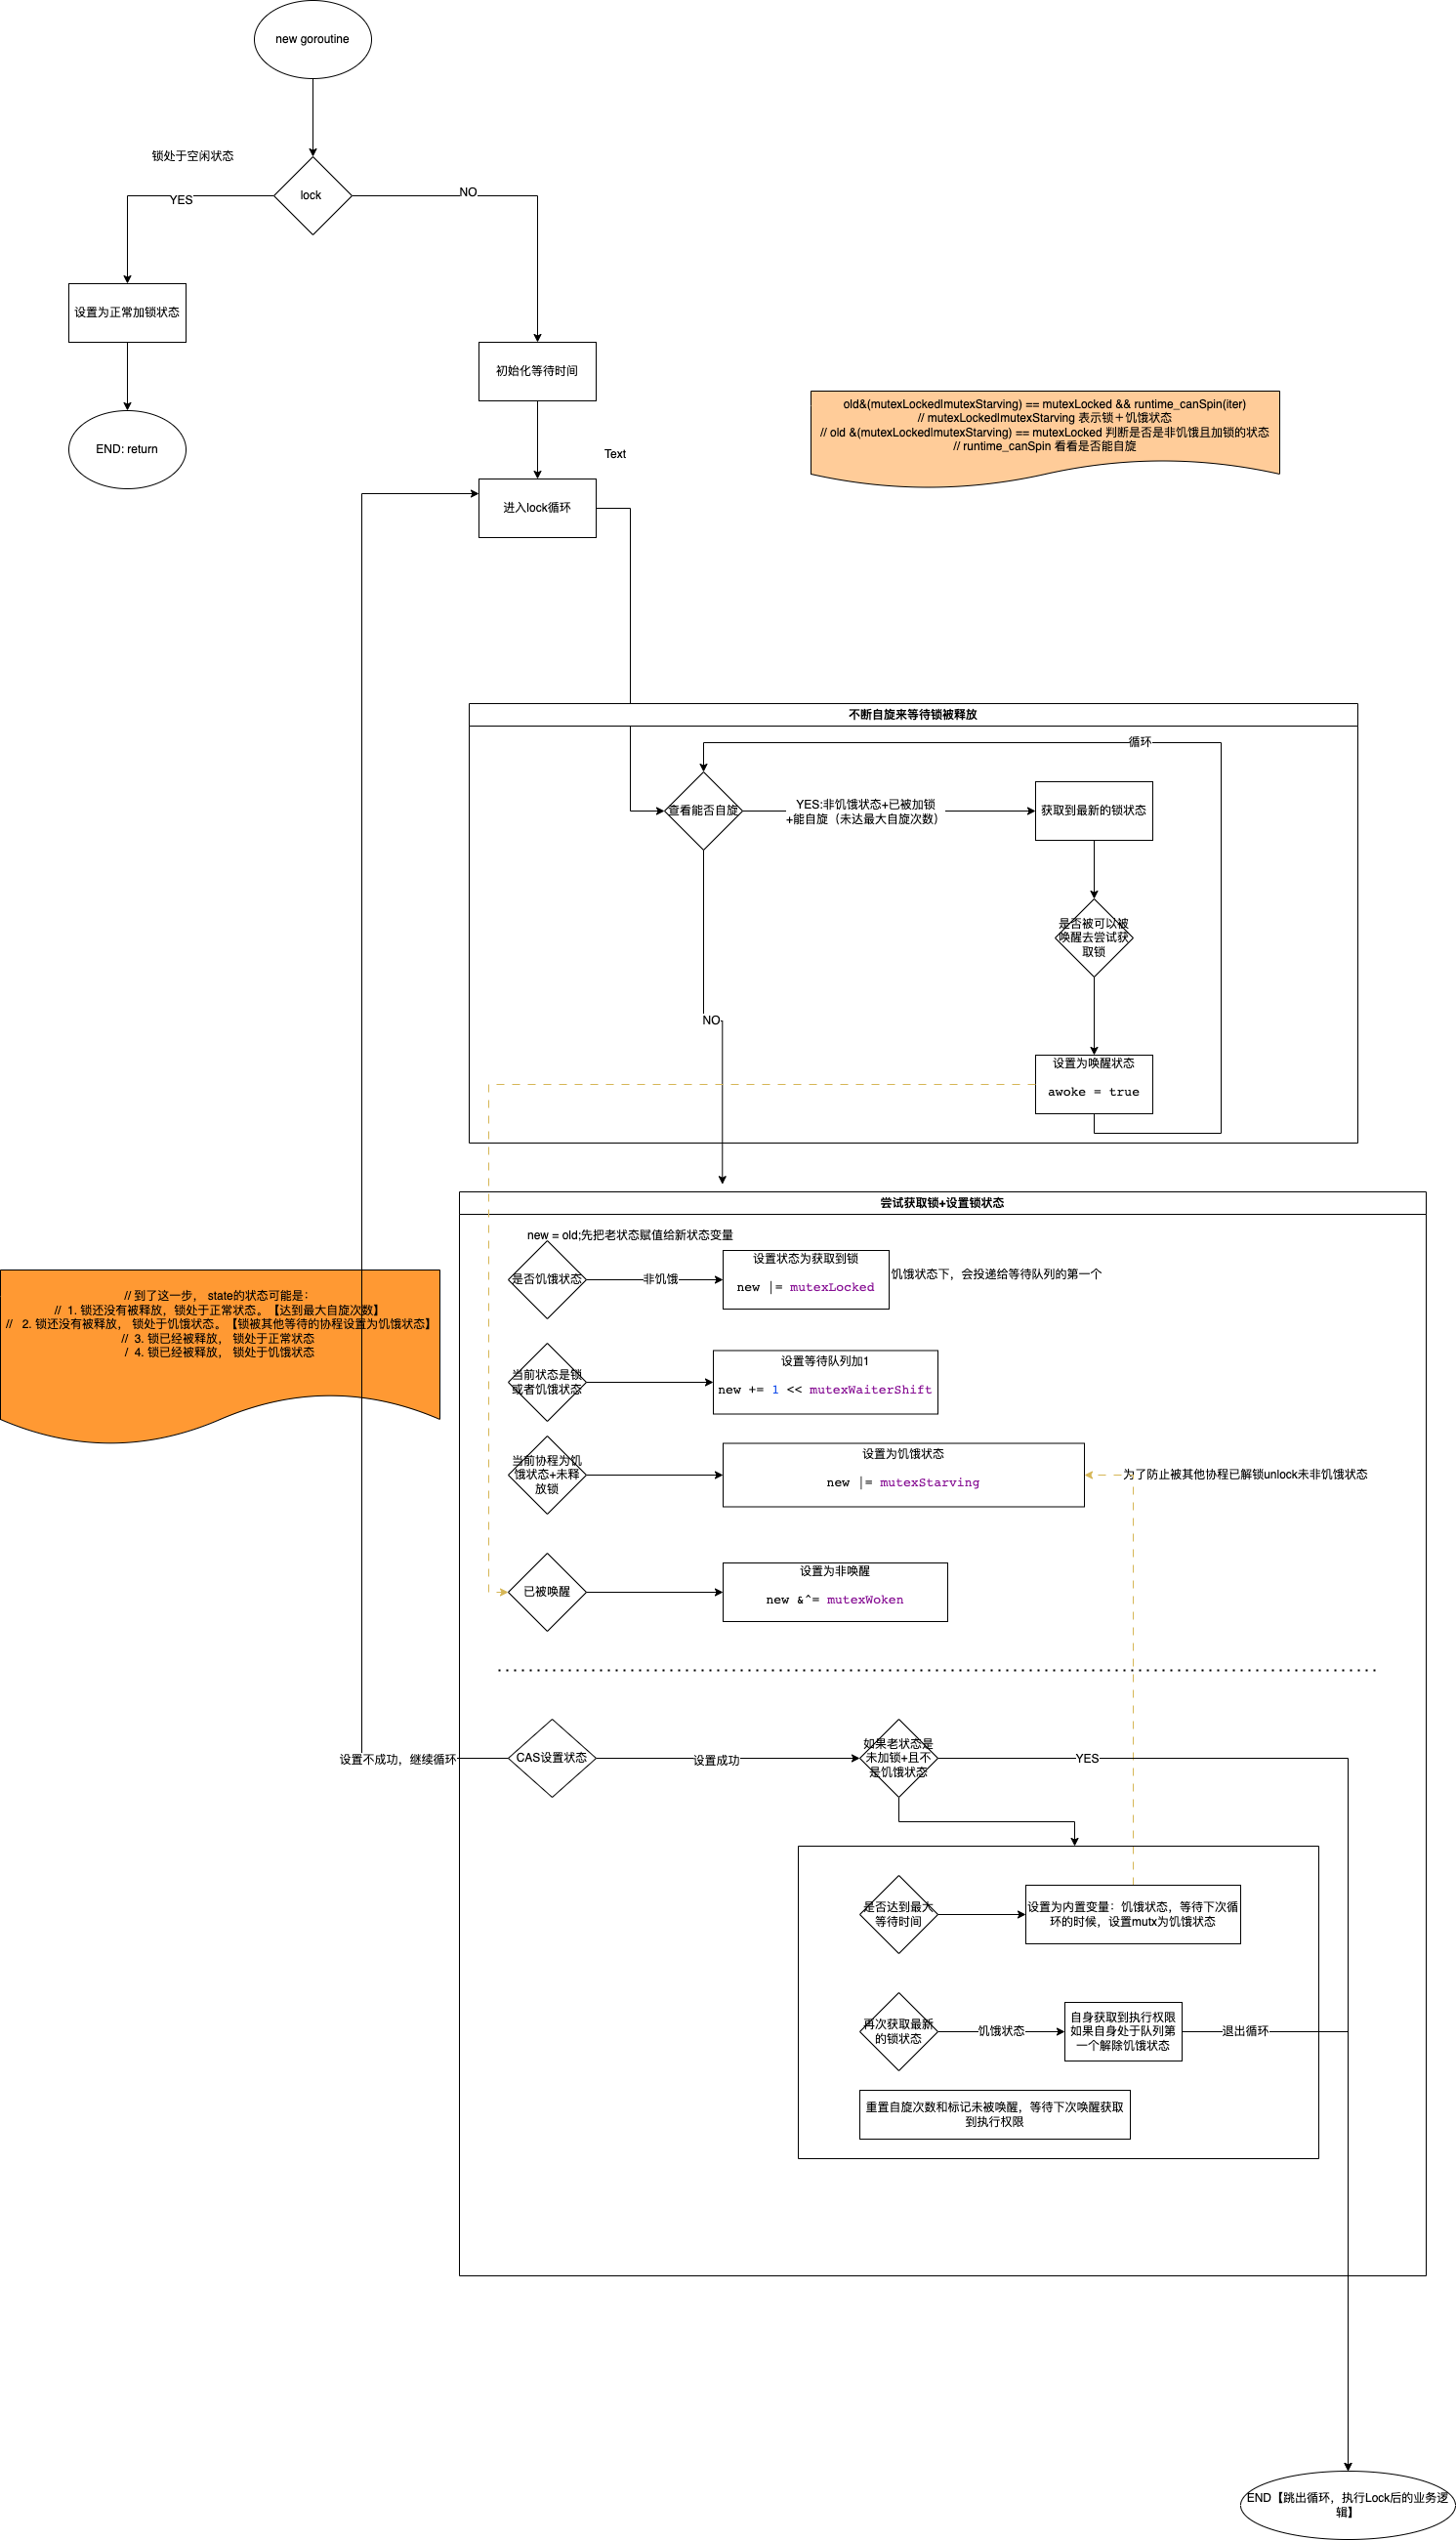 new goroutine
锁处于空闲状态
lock
YES
NO
设置为正常加锁状态
初始化等待时间
END: return
Text
old&(mutexLocked|mutexStarving) == mutexLocked && runtime_canSpin(iter)
// mutexLocked|mutexStarving 表示锁＋饥饿状态
// old &(mutexLocked|mutexStarving) == mutexLocked 判断是否是非饥饿且加锁的状态
// runtime_canSpin 看看是否能自旋
进入lock循环
不断自旋来等待锁被释放
循环
查看能否自旋
YES:非饥饿状态+已被加锁
+能自旋（未达最大自旋次数）
获取到最新的锁状态
是否被可以被
唤醒去尝试获
取锁
NO
设置为唤醒状态
awoke = true
尝试获取锁+设置锁状态
new = old;先把老状态赋值给新状态变量
是否饥饿状态
非饥饿
设置状态为获取到锁
new |= mutexLocked
饥饿状态下，会投递给等待队列的第一个
// 到了这一步， state的状态可能是：
// 1. 锁还没有被释放，锁处于正常状态。【达到最大自旋次数】
// 2. 锁还没有被释放， 锁处于饥饿状态。【锁被其他等待的协程设置为饥饿状态】
// 3. 锁已经被释放， 锁处于正常状态
/ 4. 锁已经被释放， 锁处于饥饿状态
当前状态是锁
或者饥饿状态
设置等待队列加1
new += 1 << mutexWaiterShift
当前协程为饥
饿状态+未释
放锁
设置为饥饿状态
new |= mutexStarving
为了防止被其他协程已解锁unlock未非饥饿状态
已被唤醒
设置为非唤醒
new &^= mutexWoken
设置不成功，继续循环
CAS设置状态
设置成功
如果老状态是
未加锁+且不
是饥饿状态
YES
是否达到最大
等待时间
设置为内置变量：饥饿状态，等待下次循
环的时候，设置mutx为饥饿状态
再次获取最新
的锁状态
饥饿状态
自身获取到执行权限
如果自身处于队列第
一个解除饥饿状态
退出循环
重置自旋次数和标记未被唤醒，等待下次唤醒获取
到执行权限
END【跳出循环，执行Lock后的业务逻
辑】